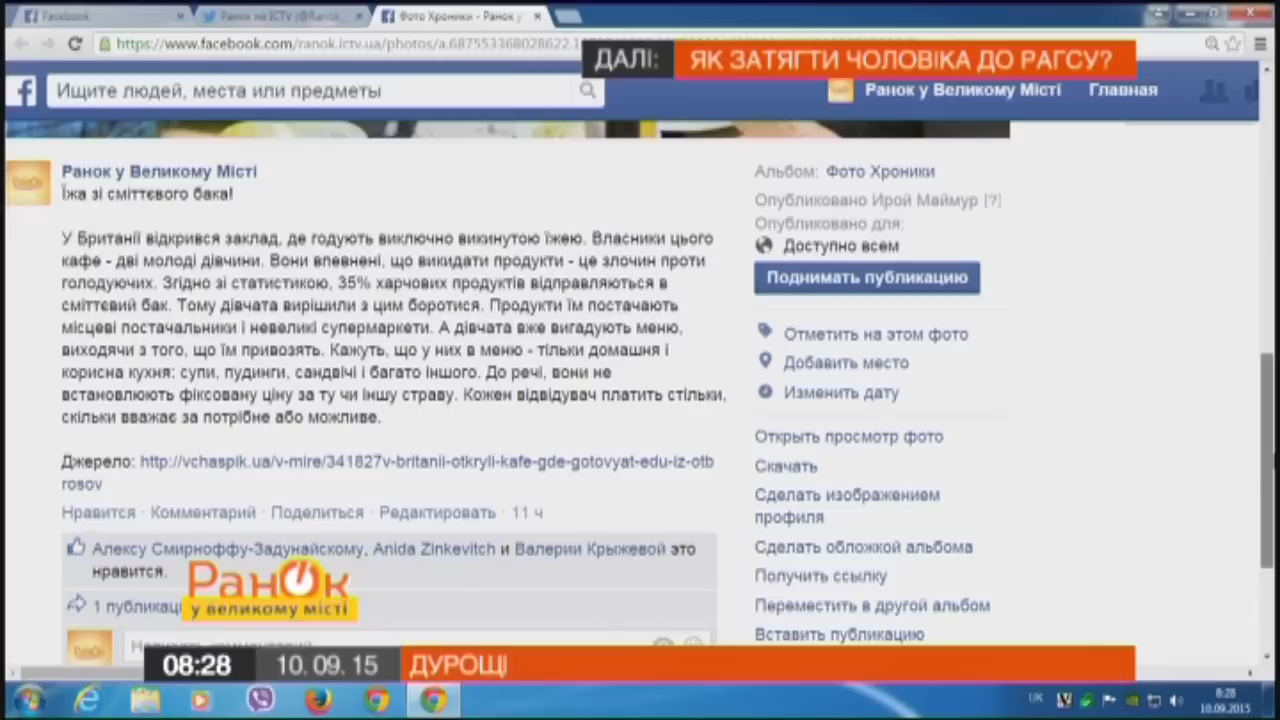 Facebook
Ранок на ICTV (@Ranok_
Фото Хроники - Ранок у
https://www.facebook.com/ranok.ictv.ua/photos/a.687553368028622.1
ДАЛІ: ЯК ЗАТЯГТИ ЧОЛОВІКА ДО РАГСУ?
Ищите людей, места или предметы
Ранок у Великому Місті
Главная
Ранок у Великому Місті
Їжа зі сміттєвого бака!
У Британії відкрився заклад, де годують виключно викинутою їжею. Власники цього
кафе - дві молоді дівчини. Вони впевнені, що викидати продукти - це злочин проти
голодуючих. Згідно зі статистикою, 35% харчових продуктів відправляються в
сміттєвий бак. Тому дівчата вирішили з цим боротися. Продукти їм постачають
місцеві постачальники і невеликі супермаркети. А дівчата вже вигадують меню,
виходячи з того, що їм привозять. Кажуть, що у них в меню - тільки домашня і
корисна кухня: супи, пудинги, сандвічі і багато іншого. До речі, вони не
встановлюють фіксовану ціну за ту чи іншу страву. Кожен відвідувач платить стільки,
скільки вважає за потрібне або можливе.
Джерело: http://vchaspik.ua/v-mire/341827v-britanii-otkryli-kafe-gde-gotovyat-edu-iz-otb
rosov
Нравится · Комментарий · Поделиться · Редактировать · 11 ч
Алексу Смирноффу-Задунайскому, Anida Zinkevitch и Валерии Крыжевой это
нравится.
1 публикац
Альбом: Фото Хроники
Опубликовано Ирой Маймур [?]
Опубликовано для:
Доступно всем
Поднимать публикацию
Отметить на этом фото
Добавить место
Изменить дату
Открыть просмотр фото
Скачать
Сделать изображением
профиля
Сделать обложкой альбома
Получить ссылку
Переместить в другой альбом
Вставить публикацию
Ранок
у великому місті
08:28 10.09.15 ДУРОЩІ
UK
8:28
10.09.2015